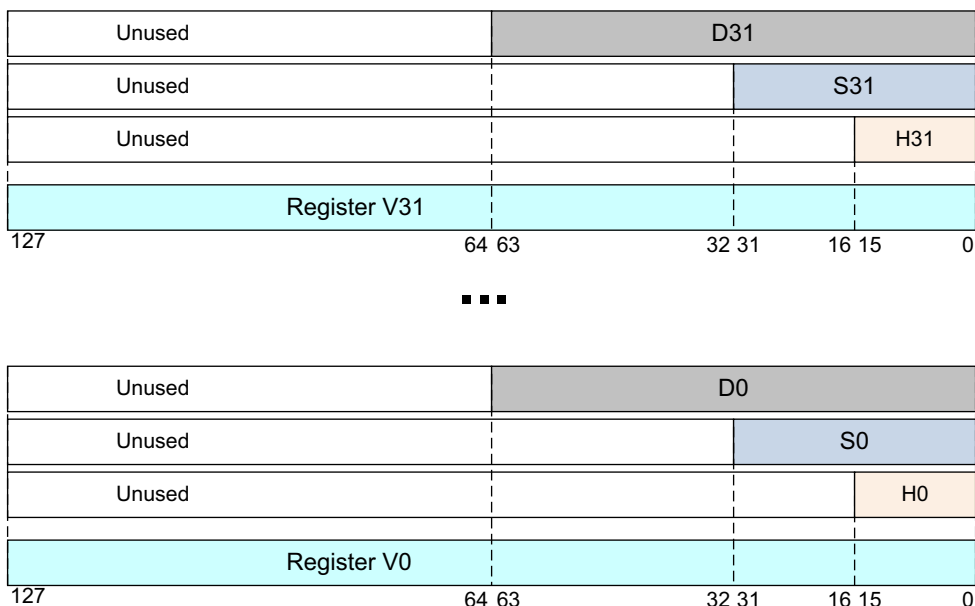 Unused D31
Unused S31
Unused H31
Register V31
127 64 63 32 31 16 15 0
...
Unused D0
Unused S0
Unused H0
Register V0
127 64 63 32 31 16 15 0